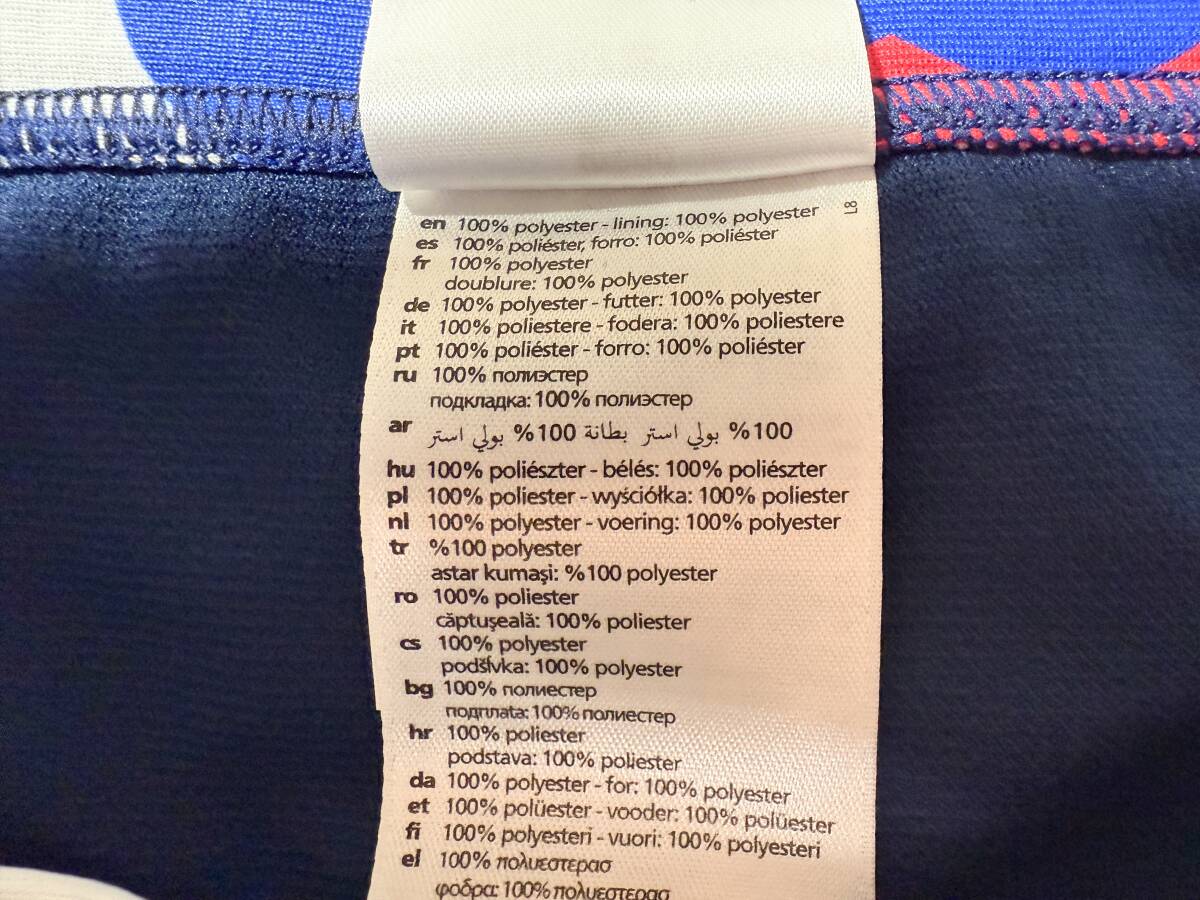 L8
en 100% polyester - lining: 100% polyester
es 100% poliéster, forro: 100% poliéster
fr 100% polyester
doublure: 100% polyester
de 100% polyester - futter: 100% polyester
it 100% poliestere - fodera: 100% poliestere
pt 100% poliéster - forro: 100% poliéster
ru 100% полиэстер
подкладка: 100% полиэстер
ar %100 بولي استر بطانة %100 بولي استر
hu 100% poliészter - bélés: 100% poliészter
pl 100% poliester - wyściółka: 100% poliester
nl 100% polyester - voering: 100% polyester
tr %100 polyester
astar kumaşi: %100 polyester
ro 100% poliester
căptuşeală: 100% poliester
cs 100% polyester
podšívka: 100% polyester
bg 100% полиестер
подплата: 100% полиестер
hr 100% poliester
podstava: 100% poliester
da 100% polyester - for: 100% polyester
et 100% polüester - vooder: 100% polüester
fi 100% polyesteri - vuori: 100% polyesteri
el 100% πολυεστερασ
φοδρα: 100% πολυεστερασ